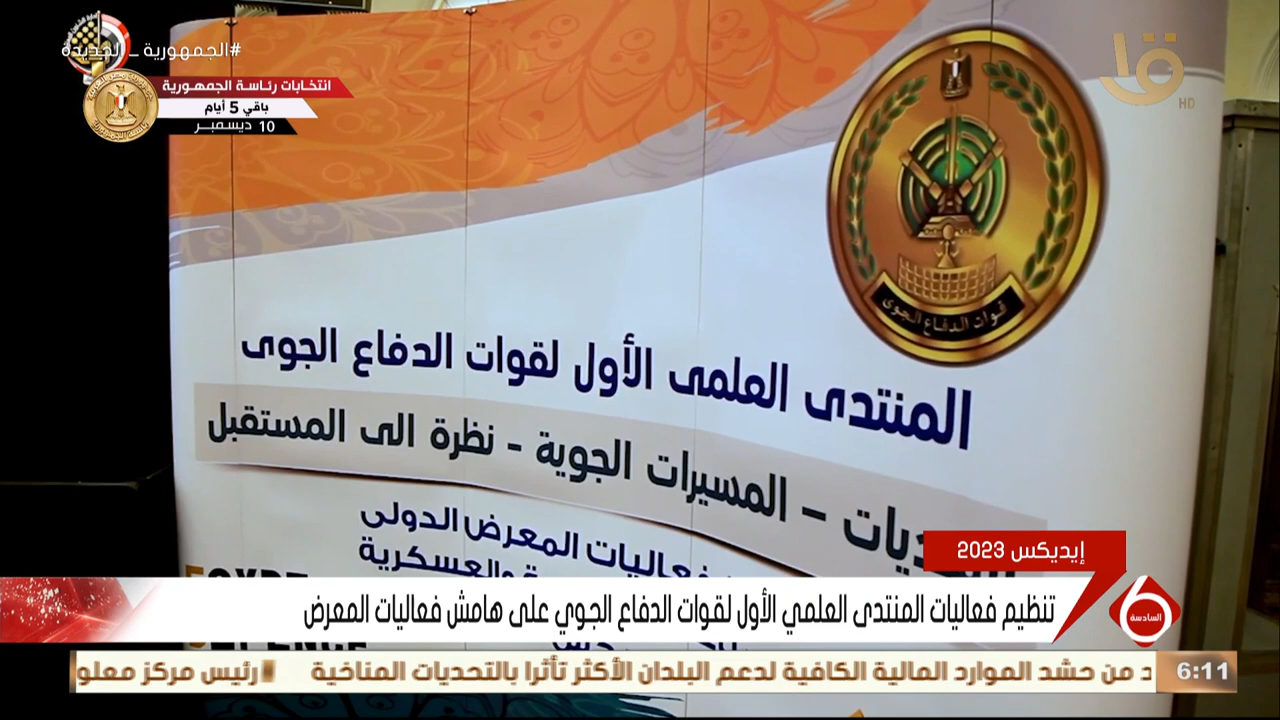 #الجمهورية_الجديدة
انتخابات رئاسة الجمهورية
باقي 5 أيام
10 ديسمبر
HD
قوات الدفاع الجوى
المنتدى العلمى الأول لقوات الدفاع الجوى
– المسيرات الجوية - نظرة الى المستقبل
فعاليات المعرض الدولى
والعسكرية
إيديكس 2023
السادسة
تنظيم فعاليات المنتدى العلمي الأول لقوات الدفاع الجوي على هامش فعاليات المعرض
6:11
د من حشد الموارد المالية الكافية لدعم البلدان الأكثر تأثرا بالتحديات المناخية
رئيس مركز معلو